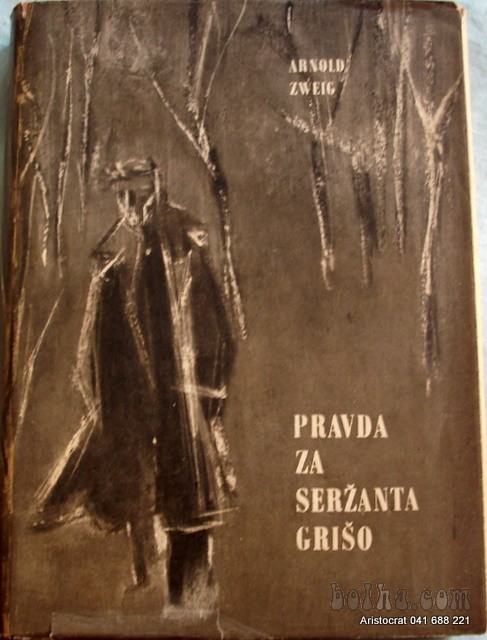 ARNOLD
ZWEIG
PRAVDA
ZA
SERŽANTA
GRIŠO
bolha.com
Aristocrat 041 688 221